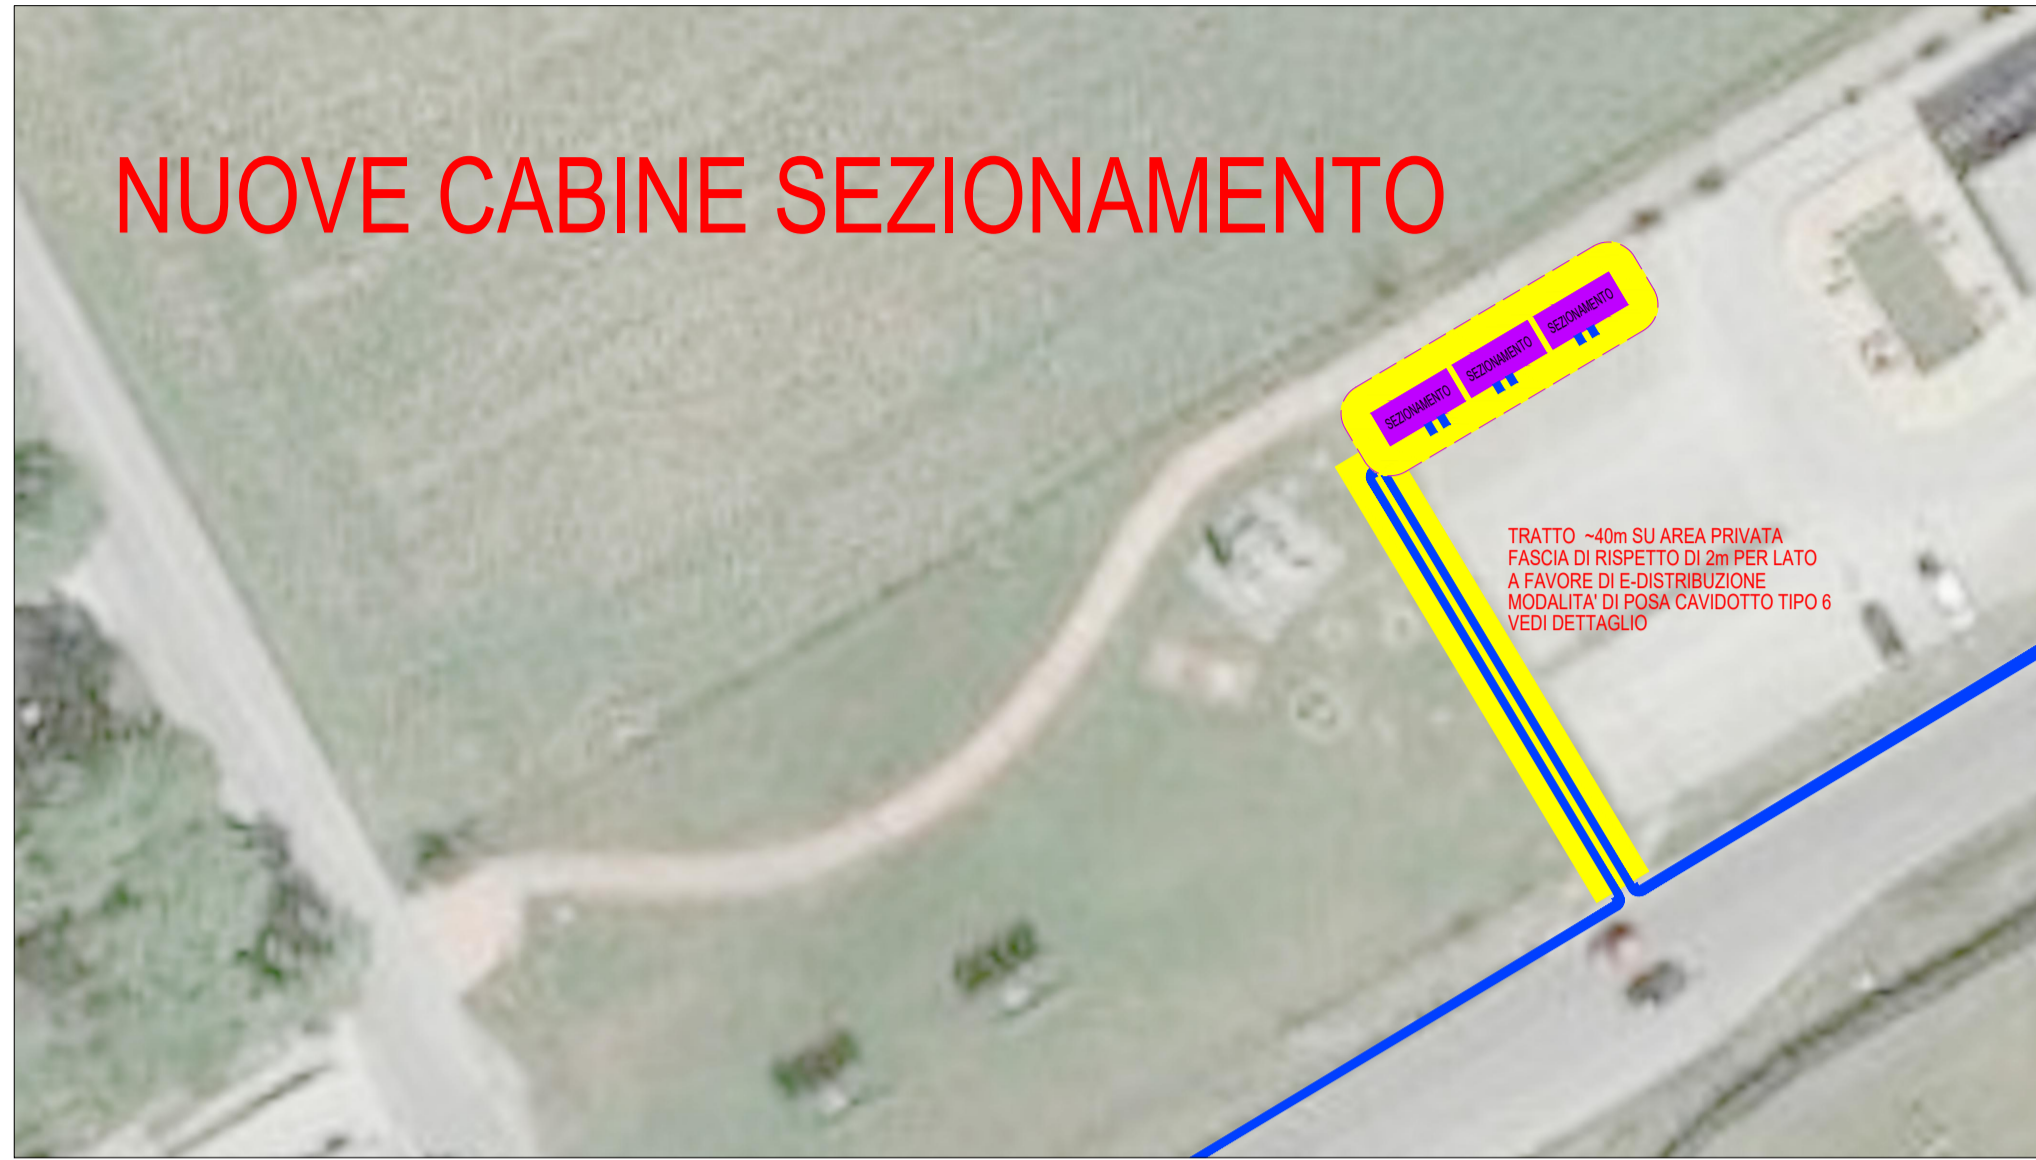 NUOVE CABINE SEZIONAMENTO
SEZIONAMENTO
SEZIONAMENTO
SEZIONAMENTO
TRATTO ~40m SU AREA PRIVATA
FASCIA DI RISPETTO DI 2m PER LATO
A FAVORE DI E-DISTRIBUZIONE
MODALITA' DI POSA CAVIDOTTO TIPO 6
VEDI DETTAGLIO